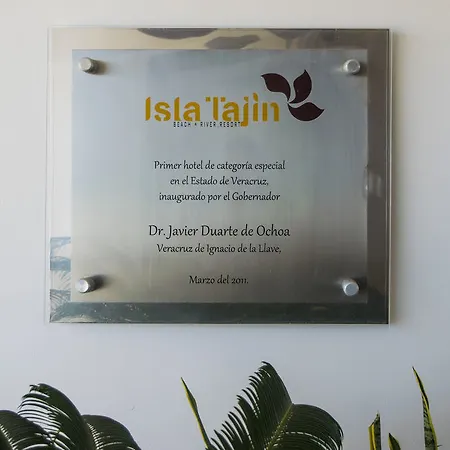 Isla Tajín
BEACH & RIVER RESORT
Primer hotel de categoría especial
en el Estado de Veracruz,
inaugurado por el Gobernador
Dr. Javier Duarte de Ochoa
Veracruz de Ignacio de la Llave,
Marzo del 2011.